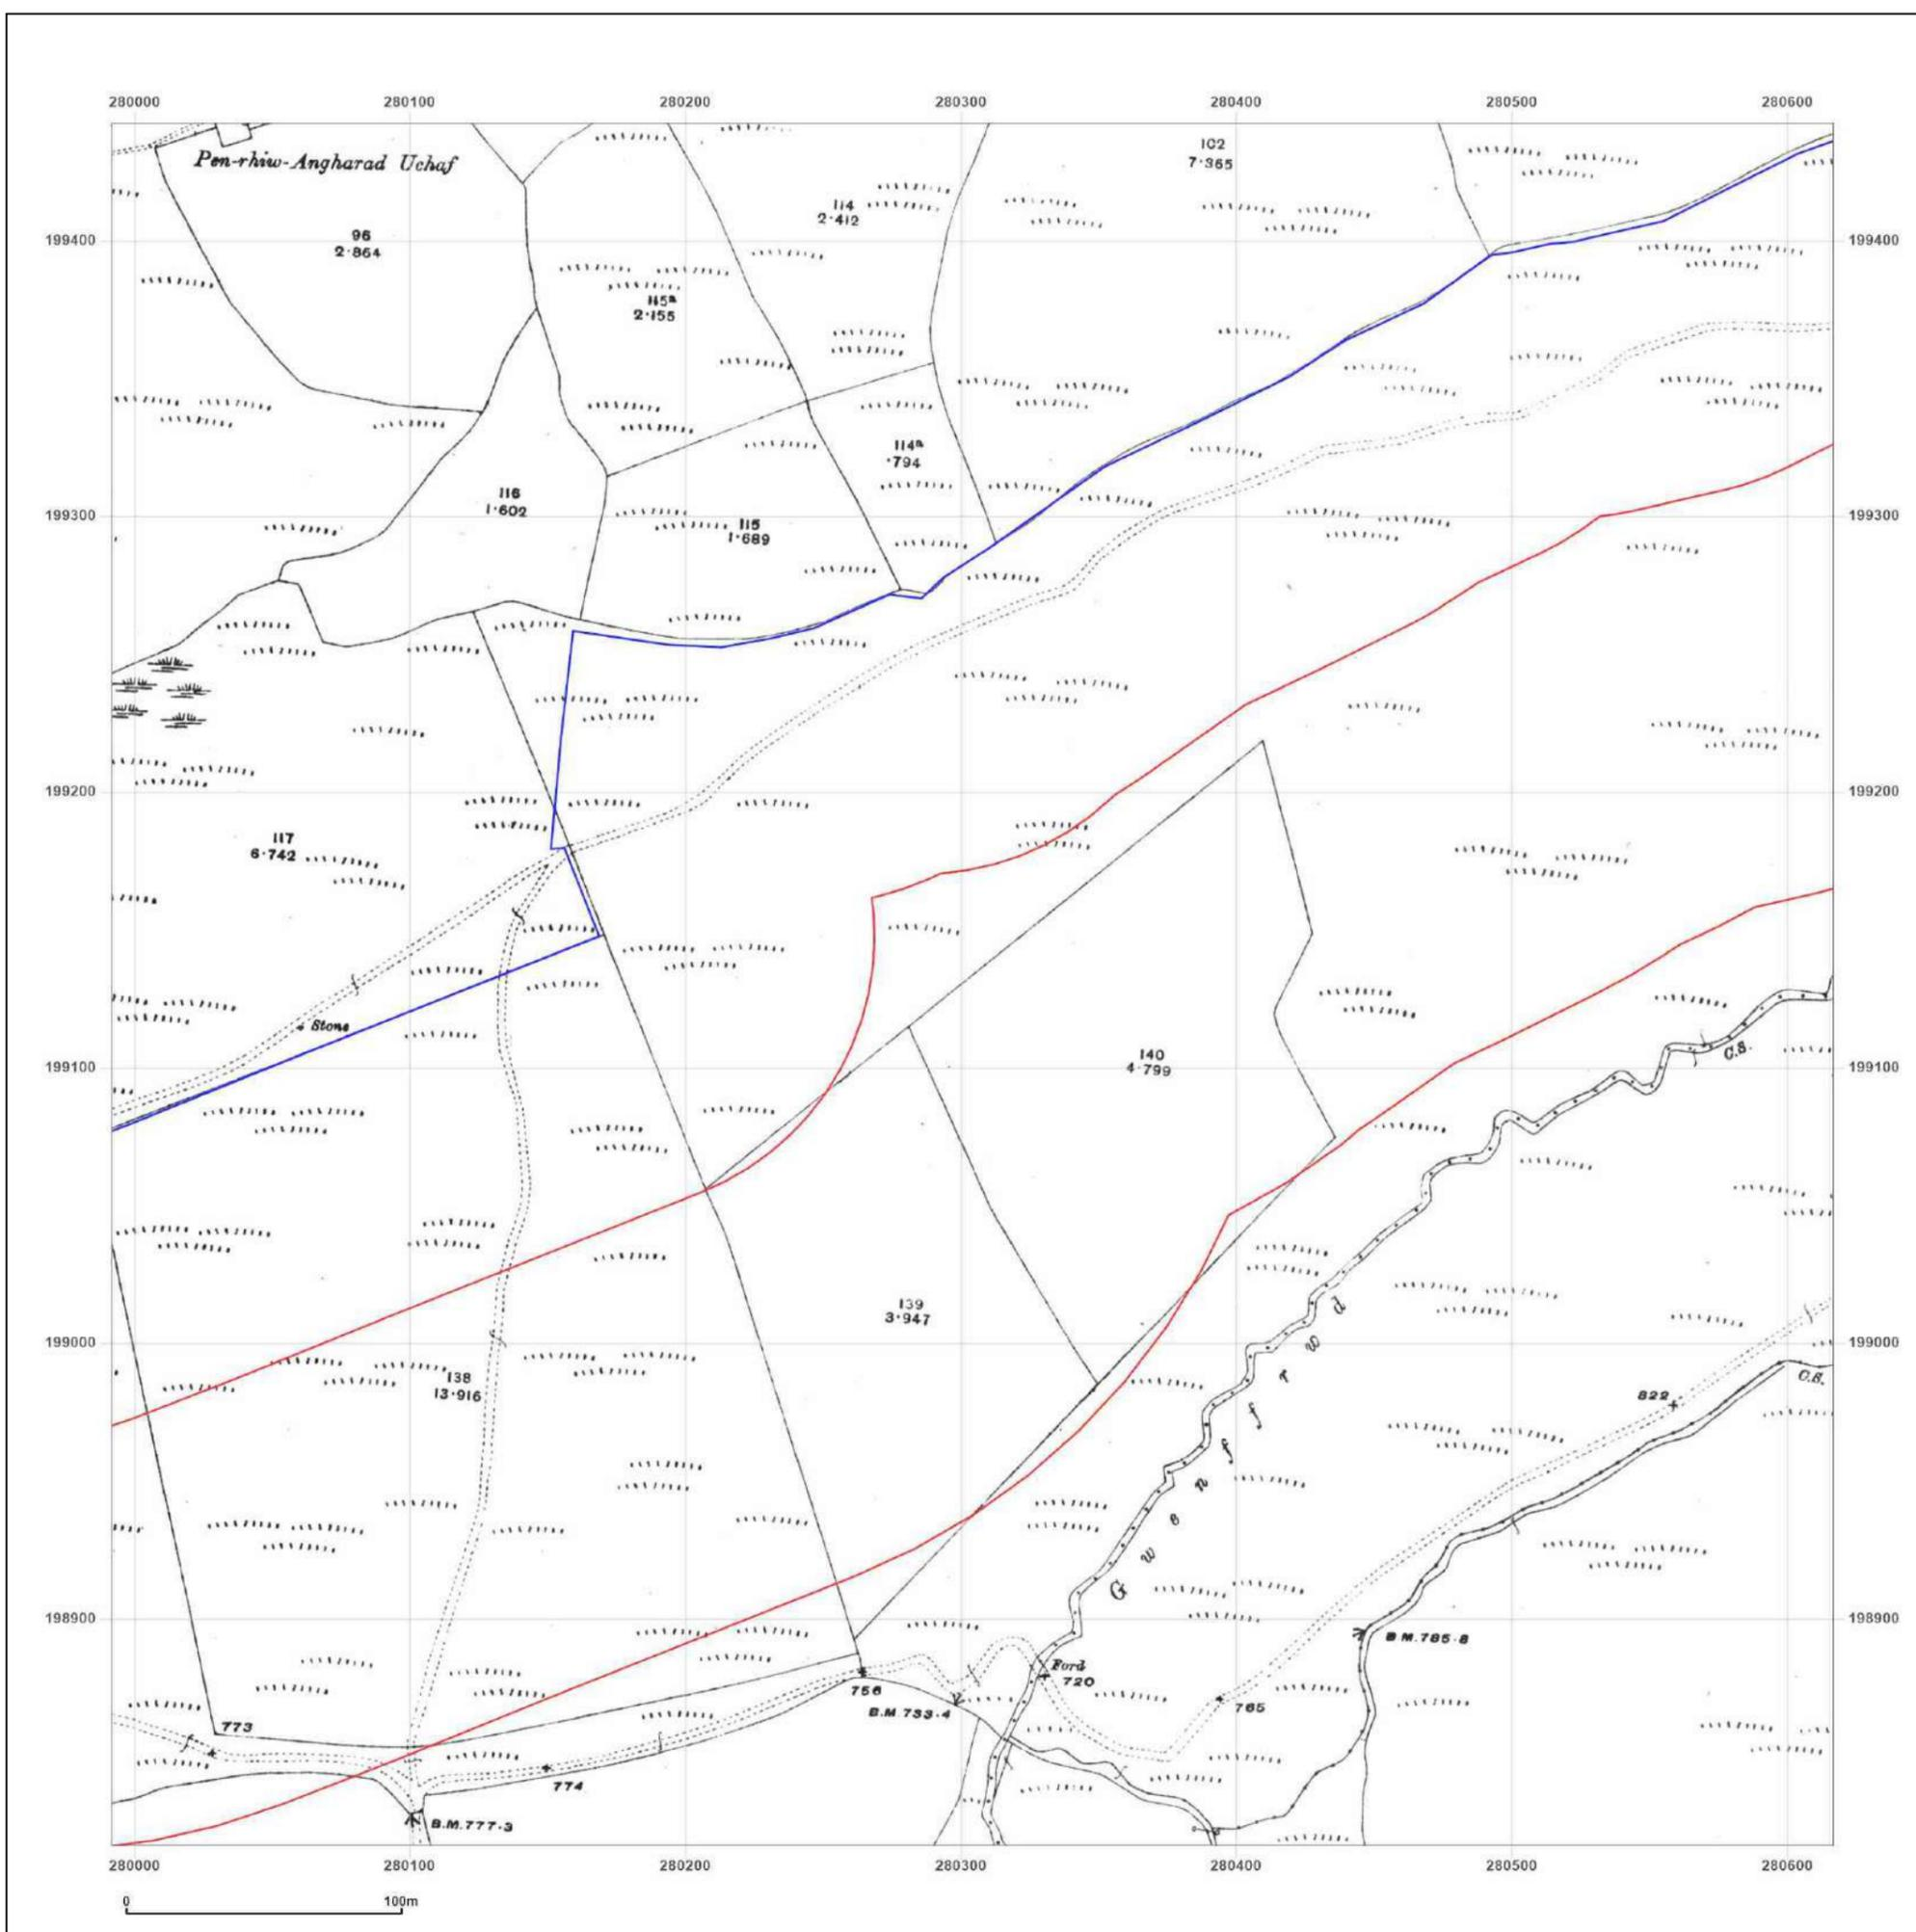 280000 280100 280200 280300 280400 280500 280600
102
7·365
Pen-rhiw-Angharad Uchaf
114
2·412
199400
96
2·864
199400
115a
2·155
114a
·794
116
1·602
199300
115
1·689
199300
199200
199200
117
6·742
Stone
C.S.
140
4·799
199100
199100
139
3·947
199000
199000
138
13·916
C.S.
822
Gwenffrwd
198900
198900
B.M.785·8
Ford
720
756
B.M.733·4
765
773
774
B.M.777·3
280000 280100 280200 280300 280400 280500 280600
0 100m